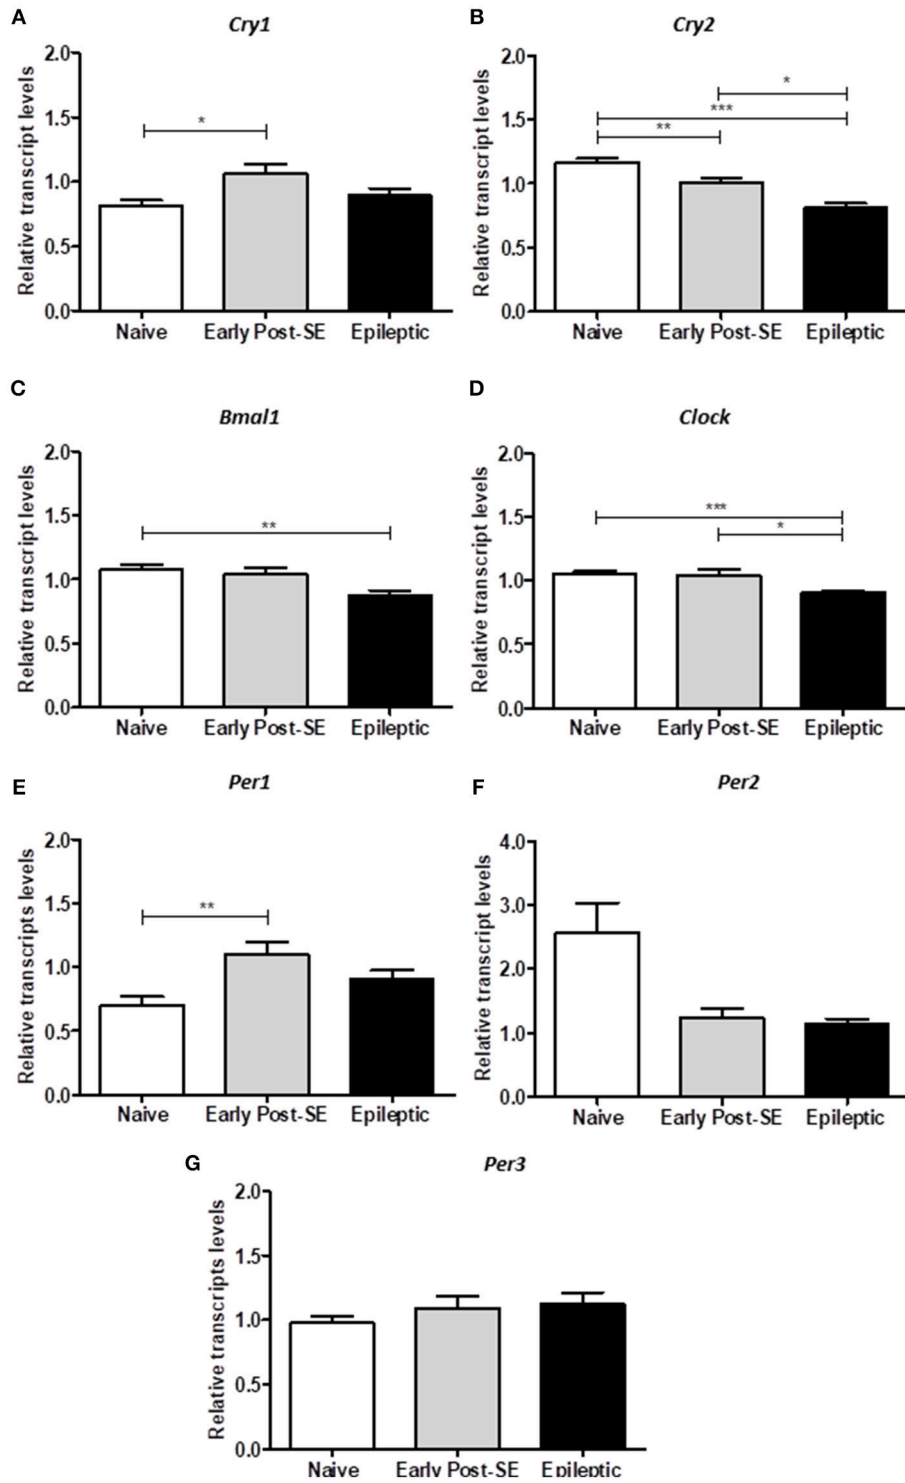 A
Cry1
Relative transcript levels
2.0
1.5
1.0
0.5
0.0
*
Naive Early Post-SE Epileptic
B
Cry2
Relative transcript levels
2.0
1.5
1.0
0.5
0.0
*
***
**
Naive Early Post-SE Epileptic
C
Bmal1
Relative transcript levels
2.0
1.5
1.0
0.5
0.0
**
Naive Early Post-SE Epileptic
D
Clock
Relative transcript levels
2.0
1.5
1.0
0.5
0.0
***
*
Naive Early Post-SE Epileptic
E
Per1
Relative transcripts levels
2.0
1.5
1.0
0.5
0.0
**
Naive Early Post-SE Epileptic
F
Per2
Relative transcript levels
4.0
3.0
2.0
1.0
0.0
Naive Early Post-SE Epileptic
G
Per3
Relative transcripts levels
2.0
1.5
1.0
0.5
0.0
Naive Early Post-SE Epileptic